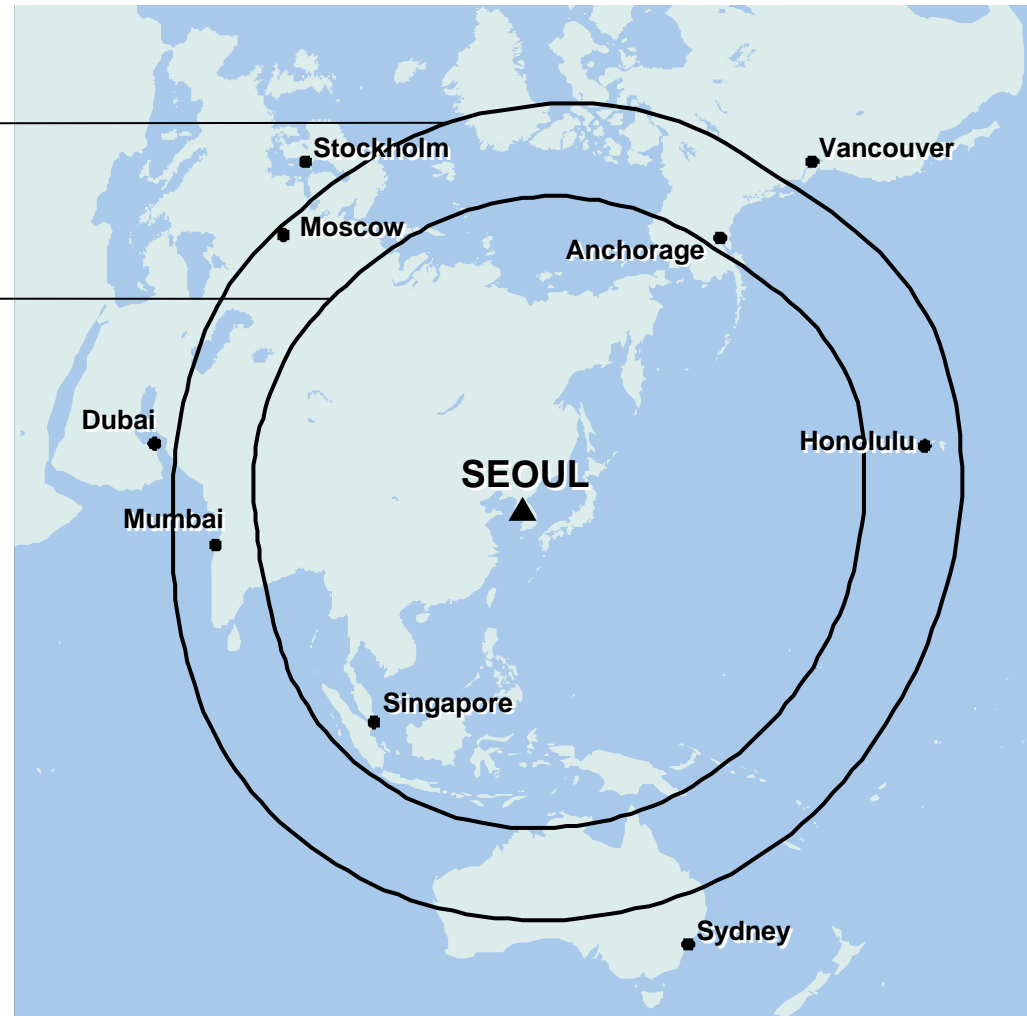 Stockholm
Vancouver
Moscow
Anchorage
Dubai
Honolulu
SEOUL
Mumbai
Singapore
Sydney